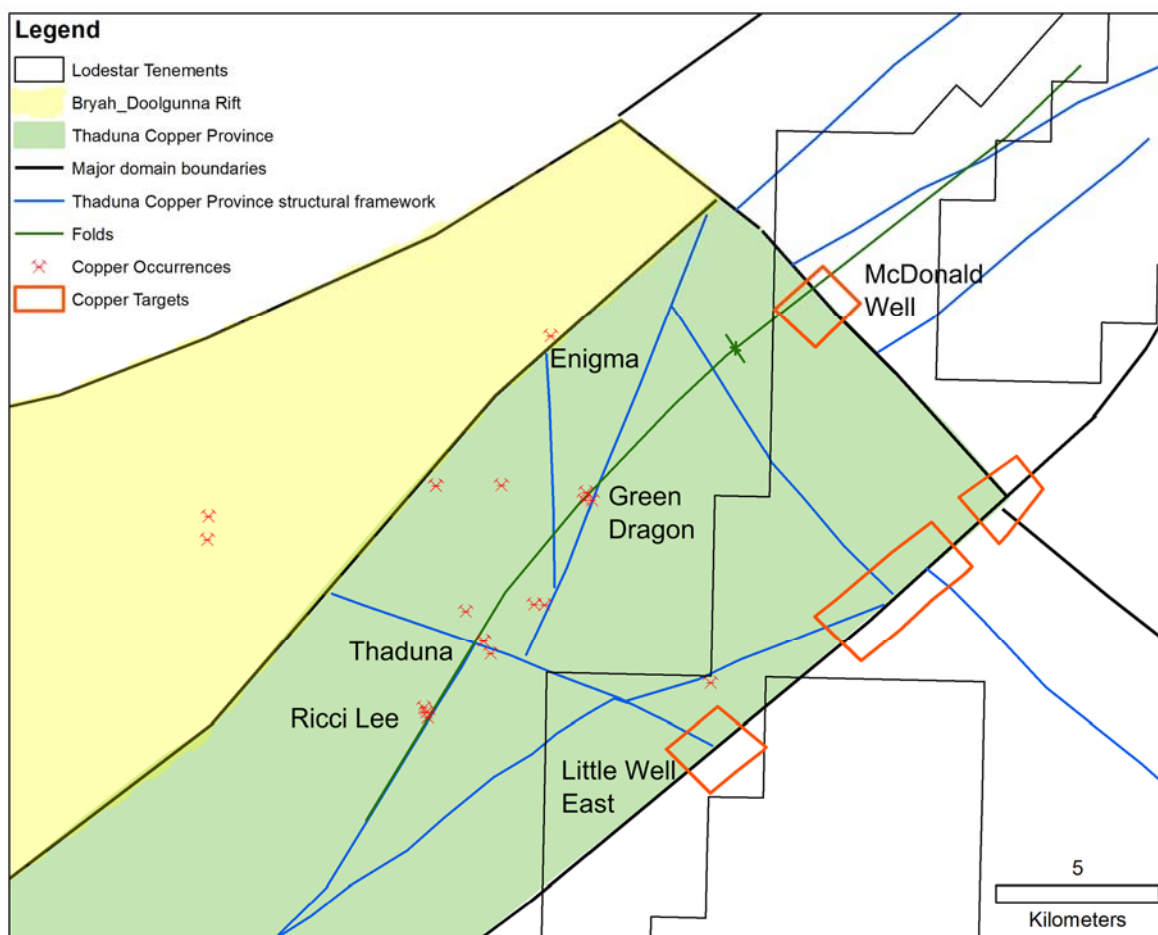 Legend
Lodestar Tenements
Bryah_Doolgunna Rift
Thaduna Copper Province
Major domain boundaries
Thaduna Copper Province structural framework
Folds
Copper Occurrences
Copper Targets
McDonald
Well
Enigma
Green
Dragon
Thaduna
Ricci Lee
Little Well
East
5
Kilometers